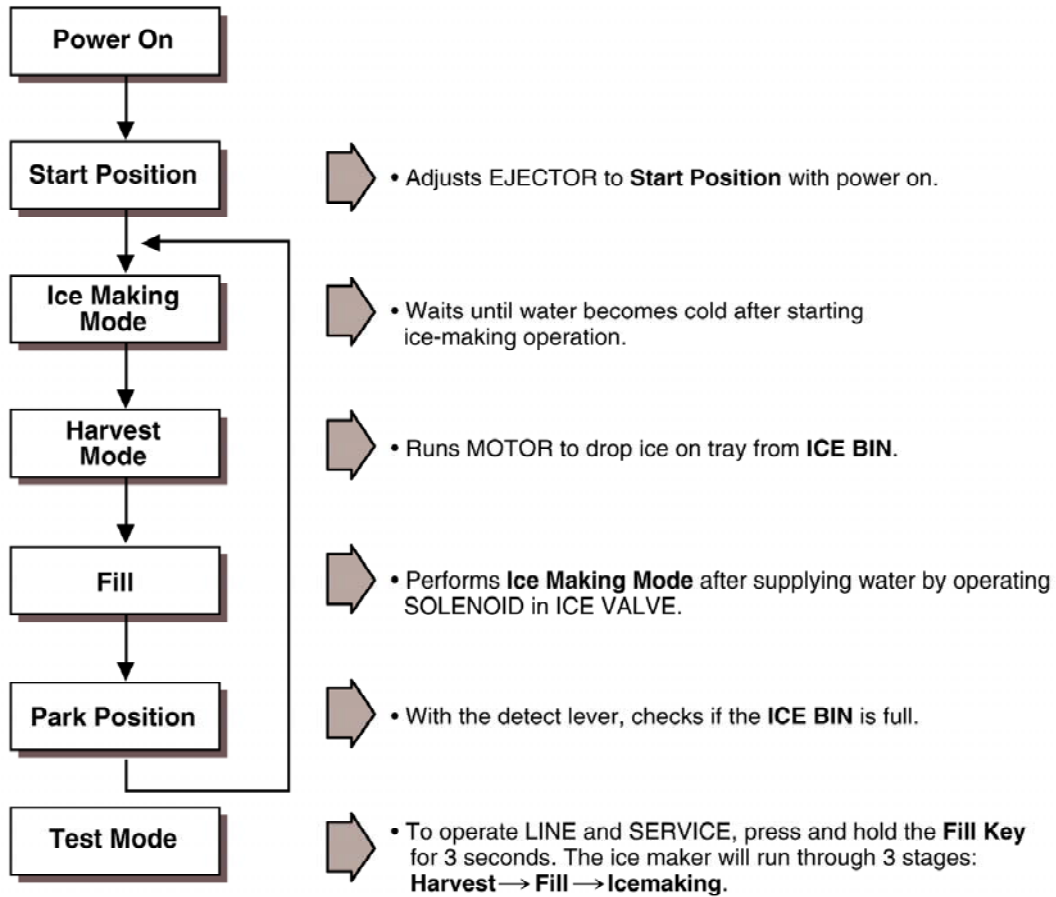 Power On
Start Position
• Adjusts EJECTOR to Start Position with power on.
Ice Making
Mode
• Waits until water becomes cold after starting
ice-making operation.
Harvest
Mode
• Runs MOTOR to drop ice on tray from ICE BIN.
Fill
• Performs Ice Making Mode after supplying water by operating
SOLENOID in ICE VALVE.
Park Position
• With the detect lever, checks if the ICE BIN is full.
Test Mode
• To operate LINE and SERVICE, press and hold the Fill Key
for 3 seconds. The ice maker will run through 3 stages:
Harvest → Fill → Icemaking.